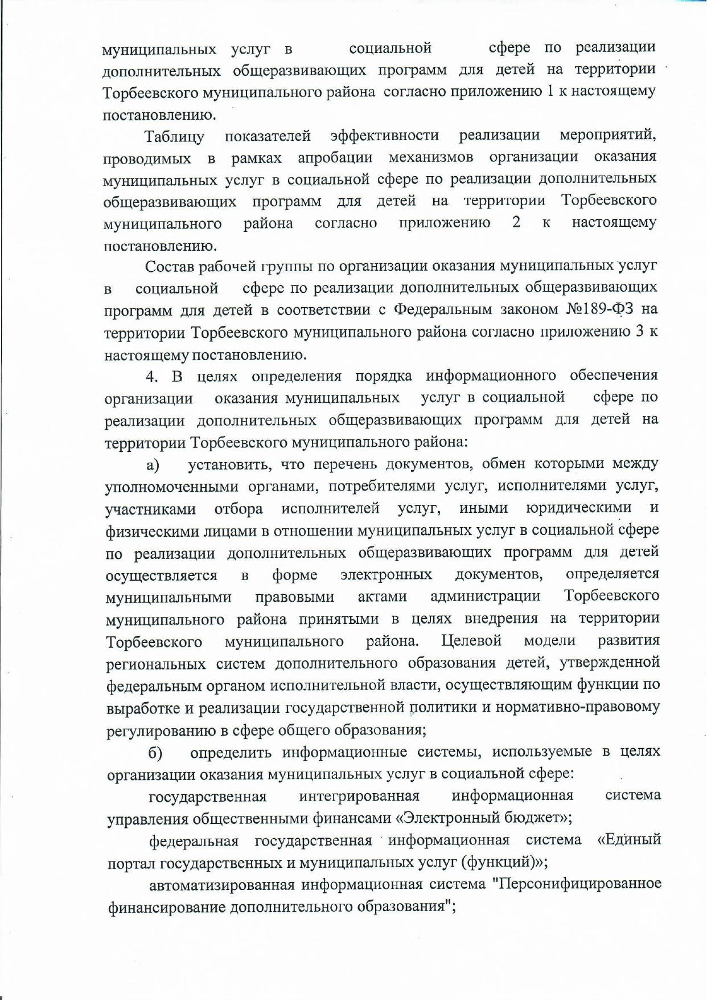 муниципальных услуг в социальной сфере по реализации
дополнительных общеразвивающих программ для детей на территории
Торбеевского муниципального района согласно приложению 1 к настоящему
постановлению.
Таблицу показателей эффективности реализации мероприятий,
проводимых в рамках апробации механизмов организации оказания
муниципальных услуг в социальной сфере по реализации дополнительных
общеразвивающих программ для детей на территории Торбеевского
муниципального района согласно приложению 2 к настоящему
постановлению.
Состав рабочей группы по организации оказания муниципальных услуг
в социальной сфере по реализации дополнительных общеразвивающих
программ для детей в соответствии с Федеральным законом №189-ФЗ на
территории Торбеевского муниципального района согласно приложению 3 к
настоящему постановлению.
4. В целях определения порядка информационного обеспечения
организации оказания муниципальных услуг в социальной сфере по
реализации дополнительных общеразвивающих программ для детей на
территории Торбеевского муниципального района:
а) установить, что перечень документов, обмен которыми между
уполномоченными органами, потребителями услуг, исполнителями услуг,
участниками отбора исполнителей услуг, иными юридическими и
физическими лицами в отношении муниципальных услуг в социальной сфере
по реализации дополнительных общеразвивающих программ для детей
осуществляется в форме электронных документов, определяется
муниципальными правовыми актами администрации Торбеевского
муниципального района принятыми в целях внедрения на территории
Торбеевского муниципального района. Целевой модели развития
региональных систем дополнительного образования детей, утвержденной
федеральным органом исполнительной власти, осуществляющим функции по
выработке и реализации государственной политики и нормативно-правовому
регулированию в сфере общего образования;
б) определить информационные системы, используемые в целях
организации оказания муниципальных услуг в социальной сфере:
государственная интегрированная информационная система
управления общественными финансами «Электронный бюджет»;
федеральная государственная информационная система «Единый
портал государственных и муниципальных услуг (функций)»;
автоматизированная информационная система "Персонифицированное
финансирование дополнительного образования";